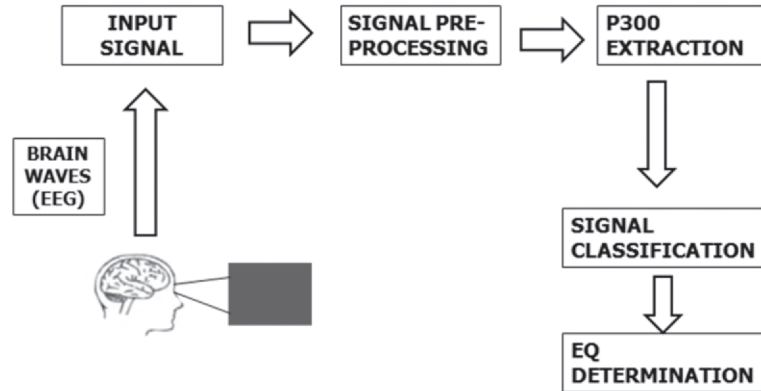 INPUT
SIGNAL
SIGNAL PRE-
PROCESSING
P300
EXTRACTION
BRAIN
WAVES
(EEG)
SIGNAL
CLASSIFICATION
EQ
DETERMINATION